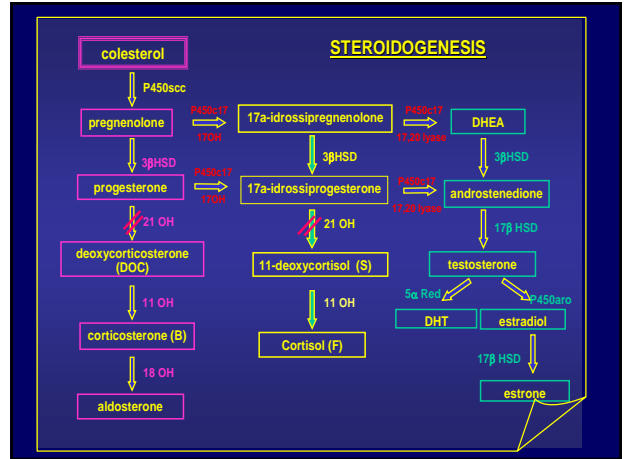 STEROIDOGENESIS
colesterol
P450scc
pregnenolone
P450c17
17OH
17a-idrossipregnenolone
P450c17
17,20 lyase
DHEA
3βHSD
3βHSD
3βHSD
progesterone
P450c17
17OH
17a-idrossiprogesterone
P450c17
17,20 lyase
androstenedione
21 OH
21 OH
17β HSD
deoxycorticosterone
(DOC)
11-deoxycortisol (S)
testosterone
11 OH
11 OH
5α Red
P450aro
corticosterone (B)
Cortisol (F)
DHT
estradiol
18 OH
17β HSD
aldosterone
estrone